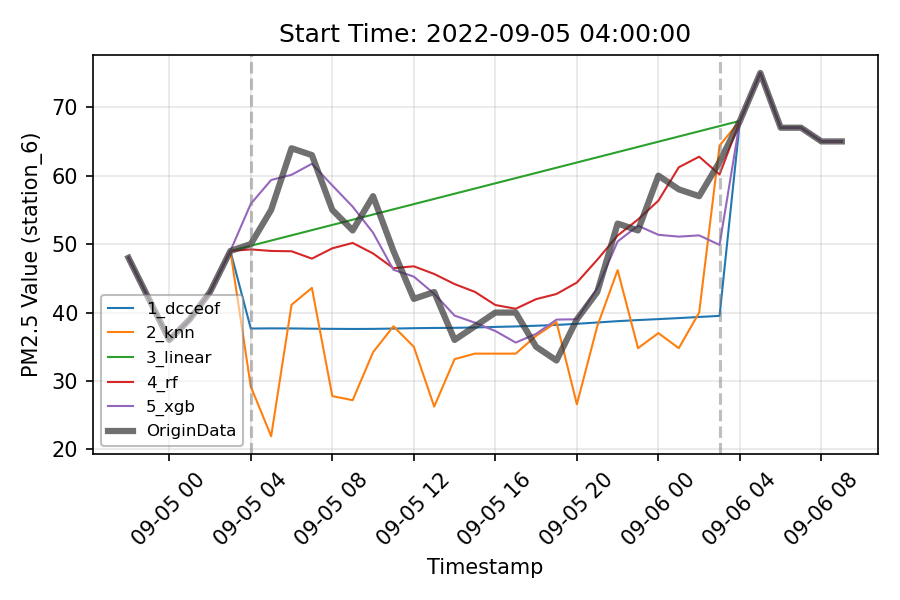 Start Time: 2022-09-05 04:00:00
PM2.5 Value (station_6)
70
60
50
40
30
20
1_dcceof
2_knn
3_linear
4_rf
5_xgb
OriginData
09-05 00
09-05 04
09-05 08
09-05 12
09-05 16
09-05 20
09-06 00
09-06 04
09-06 08
Timestamp